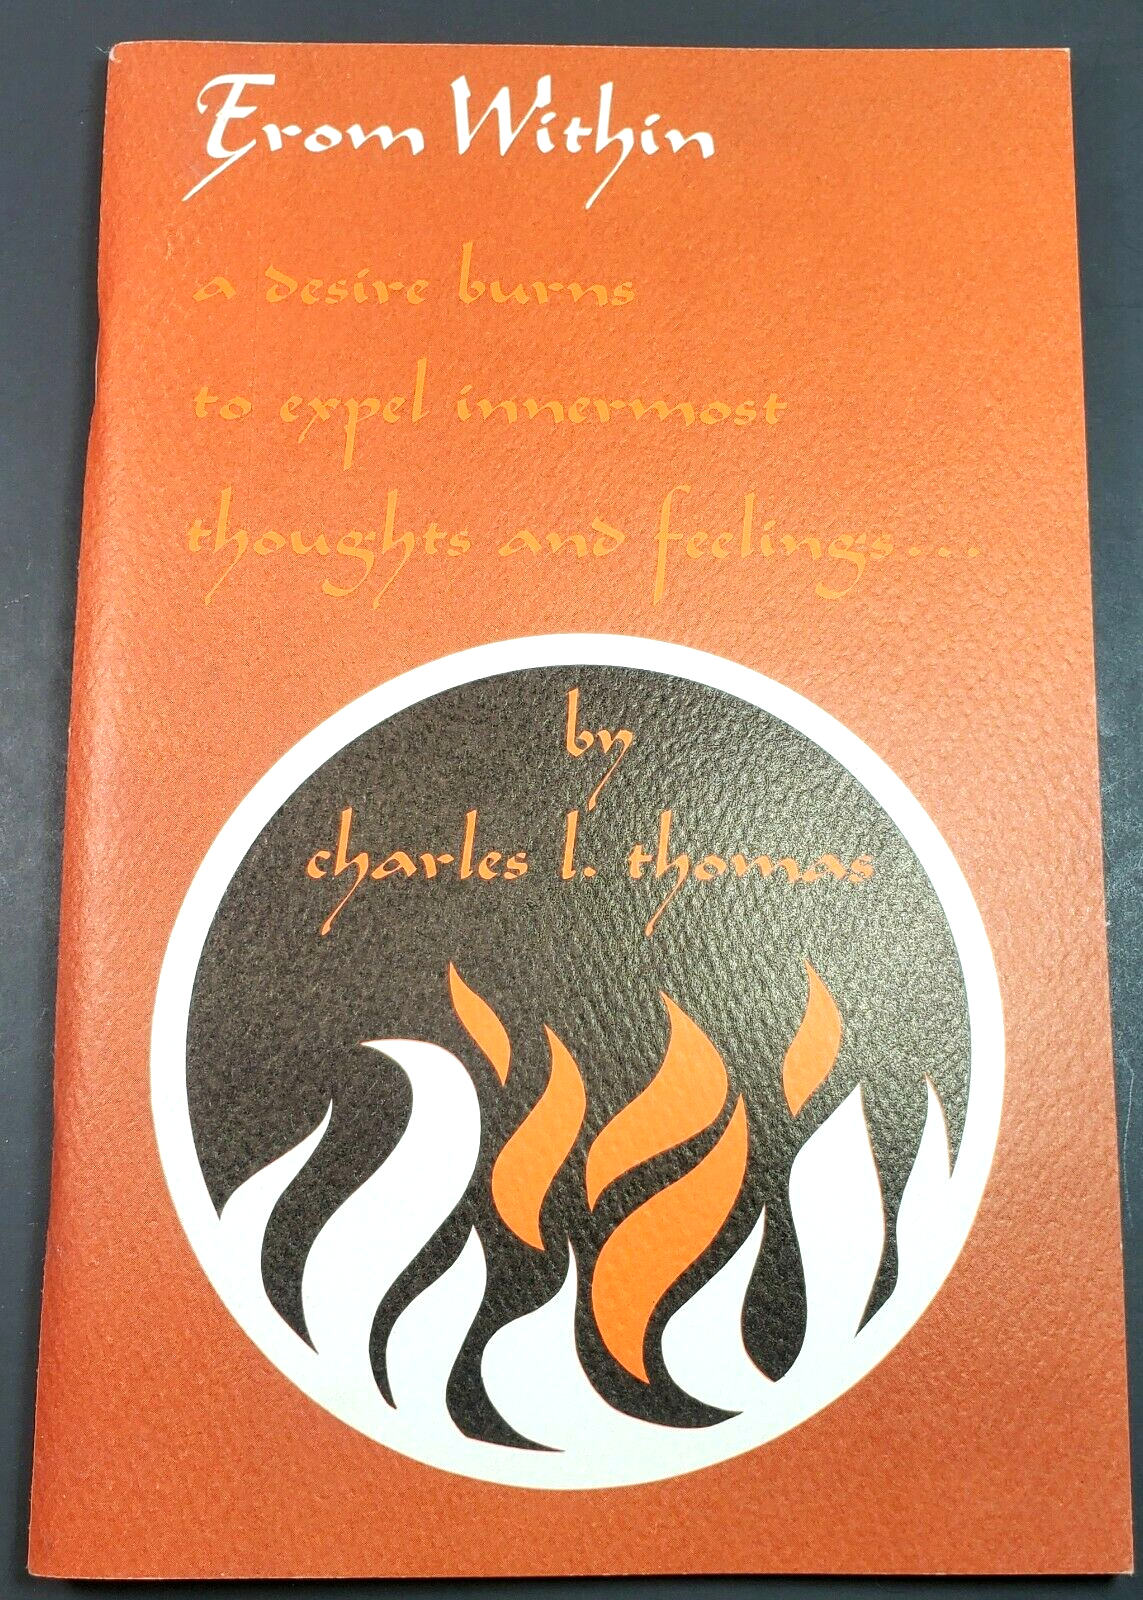 From Within
a desire burns
to expel innermost
thoughts and feelings...
by
charles l. thomas